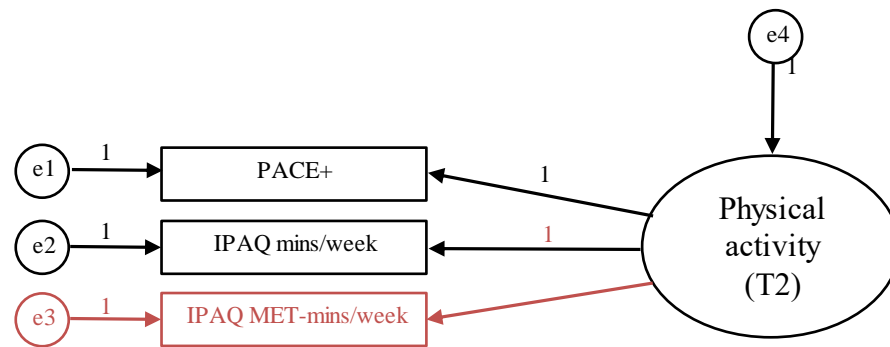 e4
1
e1
1
PACE+
1
e2
1
IPAQ mins/week
1
Physical
activity
(T2)
e3
1
IPAQ MET-mins/week